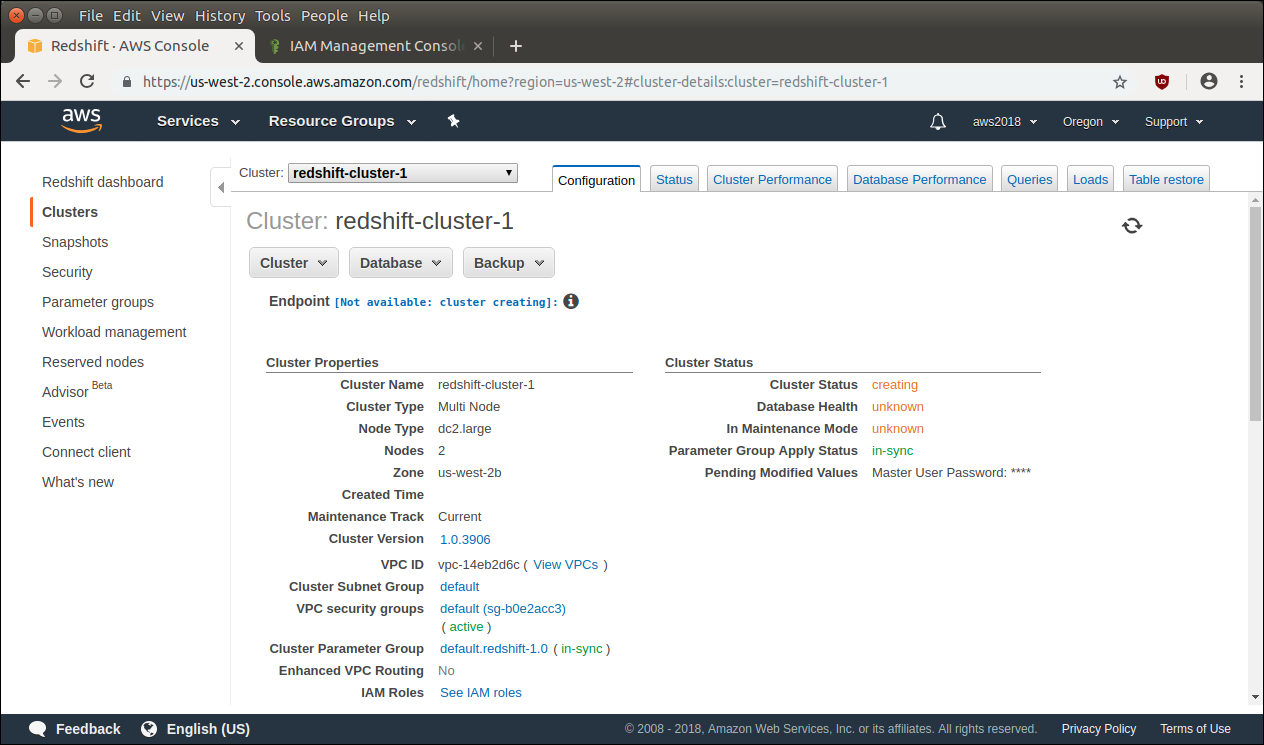 File Edit View History Tools People Help
Redshift · AWS Console
IAM Management Consol
https://us-west-2.console.aws.amazon.com/redshift/home?region=us-west-2#cluster-details:cluster=redshift-cluster-1
aws Services Resource Groups aws2018 Oregon Support
Redshift dashboard
Clusters
Snapshots
Security
Parameter groups
Workload management
Reserved nodes
Advisor Beta
Events
Connect client
What's new
Cluster: redshift-cluster-1
Configuration Status Cluster Performance Database Performance Queries Loads Table restore
Cluster: redshift-cluster-1
Cluster Database Backup
Endpoint [Not available: cluster creating]:
Cluster Properties
Cluster Name redshift-cluster-1
Cluster Type Multi Node
Node Type dc2.large
Nodes 2
Zone us-west-2b
Created Time
Maintenance Track Current
Cluster Version 1.0.3906
VPC ID vpc-14eb2d6c ( View VPCs )
Cluster Subnet Group default
VPC security groups default (sg-b0e2acc3)
( active )
Cluster Parameter Group default.redshift-1.0 ( in-sync )
Enhanced VPC Routing No
IAM Roles See IAM roles
Cluster Status
Cluster Status creating
Database Health unknown
In Maintenance Mode unknown
Parameter Group Apply Status in-sync
Pending Modified Values Master User Password: ****
Feedback English (US) © 2008 - 2018, Amazon Web Services, Inc. or its affiliates. All rights reserved. Privacy Policy Terms of Use